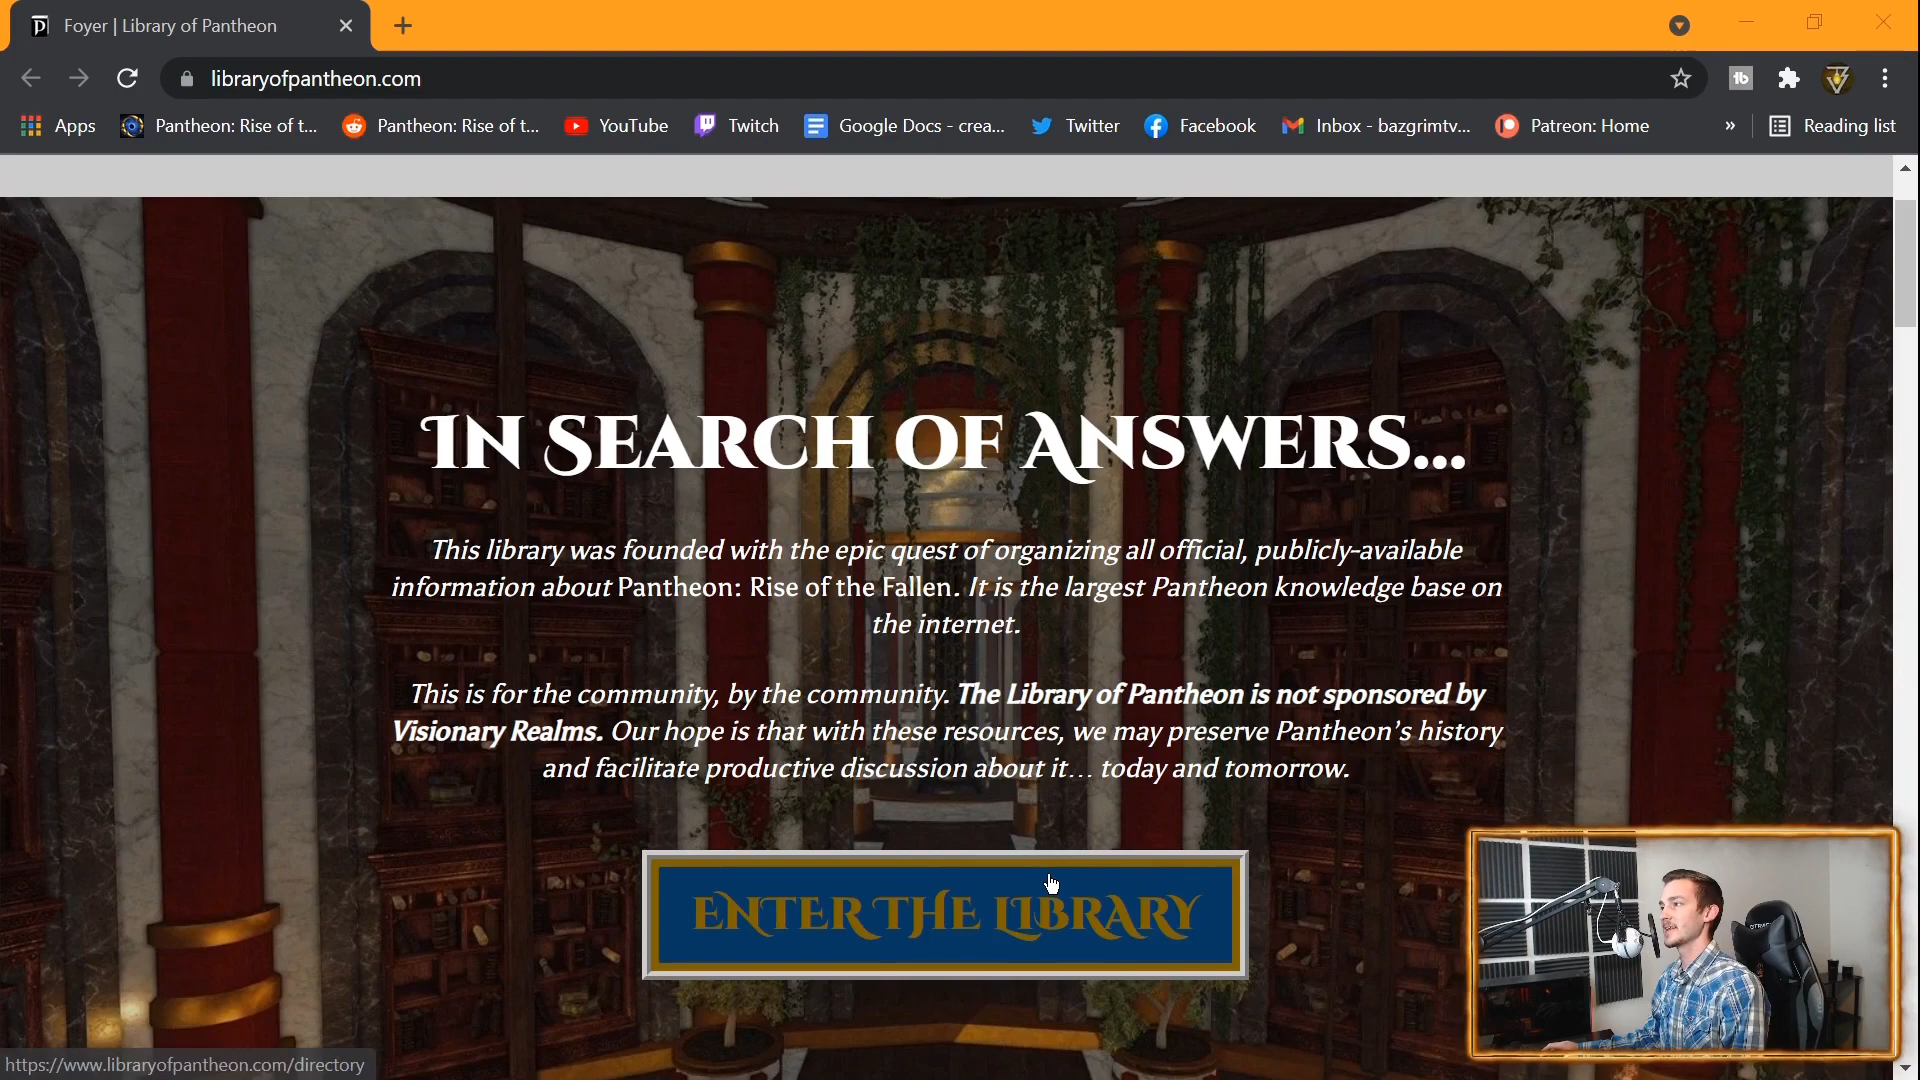 Foyer | Library of Pantheon
libraryofpantheon.com
Apps
Pantheon: Rise of t...
Pantheon: Rise of t...
YouTube
Twitch
Google Docs - crea...
Twitter
Facebook
Inbox - bazgrimtv...
Patreon: Home
»
Reading list
In Search of Answers...
This library was founded with the epic quest of organizing all official, publicly-available
information about Pantheon: Rise of the Fallen. It is the largest Pantheon knowledge base on
the internet.
This is for the community, by the community. The Library of Pantheon is not sponsored by
Visionary Realms. Our hope is that with these resources, we may preserve Pantheon's history
and facilitate productive discussion about it... today and tomorrow.
Enter the Library
https://www.libraryofpantheon.com/directory